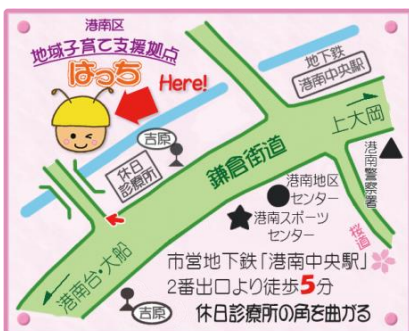 港南区
地域子育て支援拠点
はっち
Here!
地下鉄
港南中央駅
上大岡
吉原
休日
診療所
鎌倉街道
港南警察署
港南地区
センター
港南スポーツ
センター
桜道
港南台・大船
吉原
市営地下鉄「港南中央駅」
2番出口より徒歩5分
休日診療所の角を曲がる